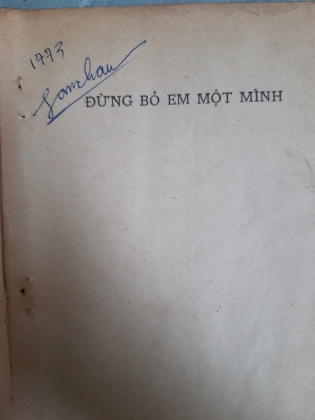 1973
ĐỪNG BỎ EM MỘT MÌNH